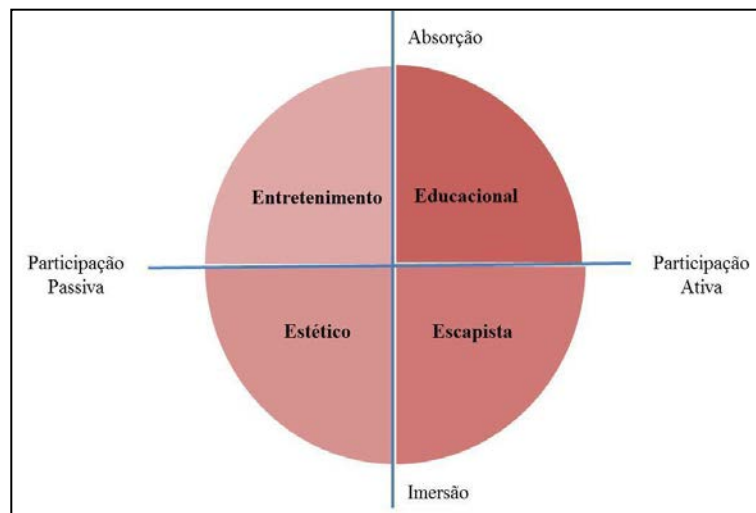 Absorção
Entretenimento
Educacional
Participação
Passiva
Participação
Ativa
Estético
Escapista
Imersão